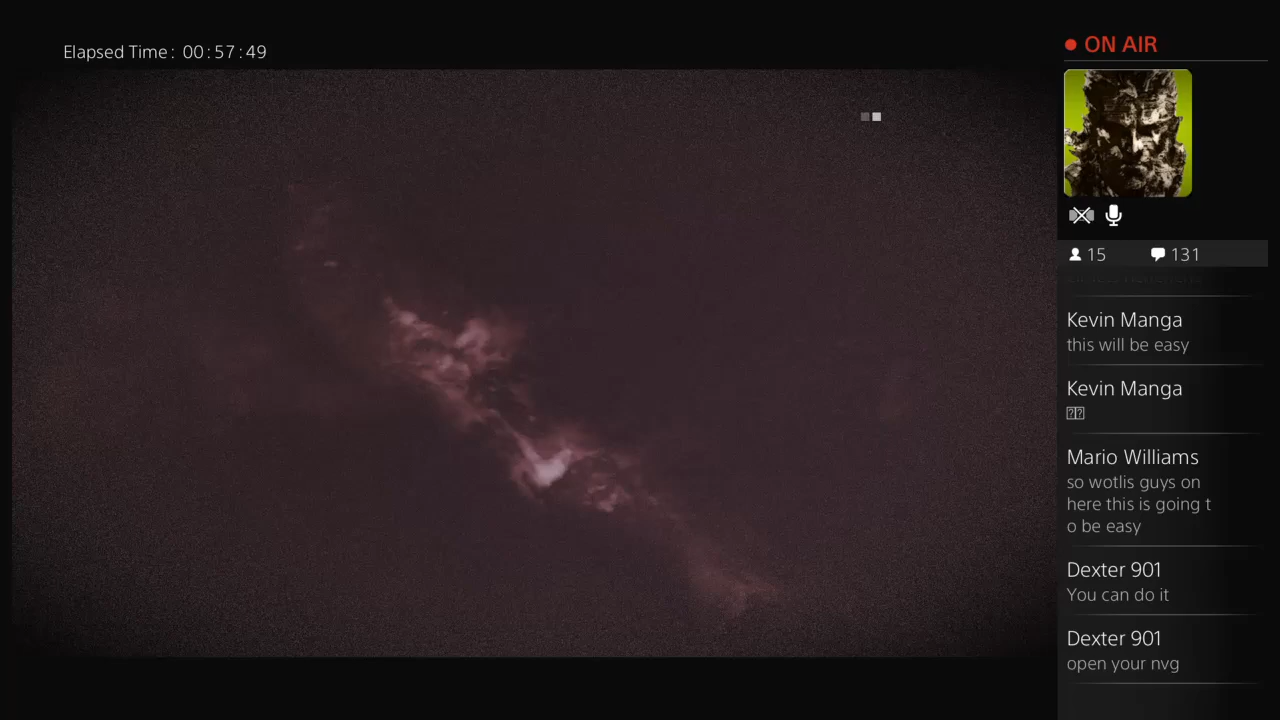 Elapsed Time: 00:57:49
ON AIR
15 131
Kevin Manga
this will be easy
Kevin Manga
Mario Williams
so wotlis guys on
here this is going t
o be easy
Dexter 901
You can do it
Dexter 901
open your nvg